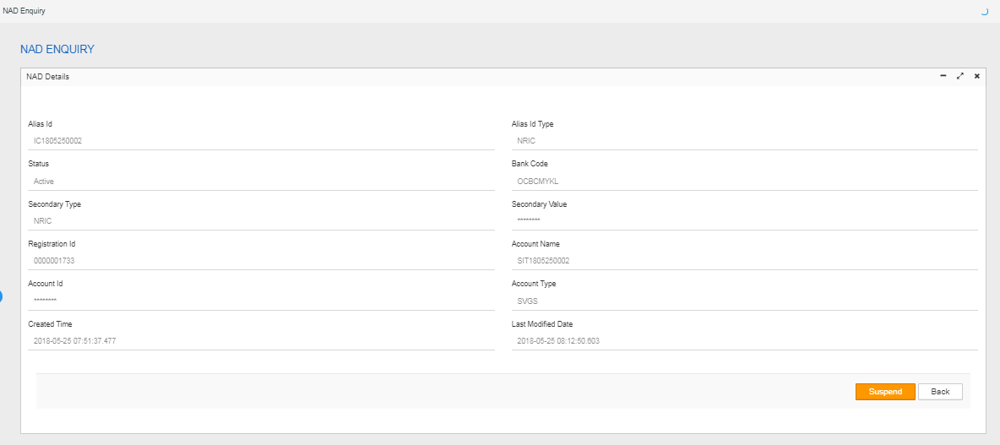 NAD Enquiry
NAD ENQUIRY
NAD Details
Alias Id
Alias Id Type
IC1805250002
NRIC
Status
Bank Code
Active
OCBCMYKL
Secondary Type
Secondary Value
NRIC
********
Registration Id
Account Name
0000001733
SIT1805250002
Account Id
Account Type
********
SVGS
Created Time
Last Modified Date
2018-05-25 07:51:37.477
2018-05-25 08:12:50.603
Suspend
Back